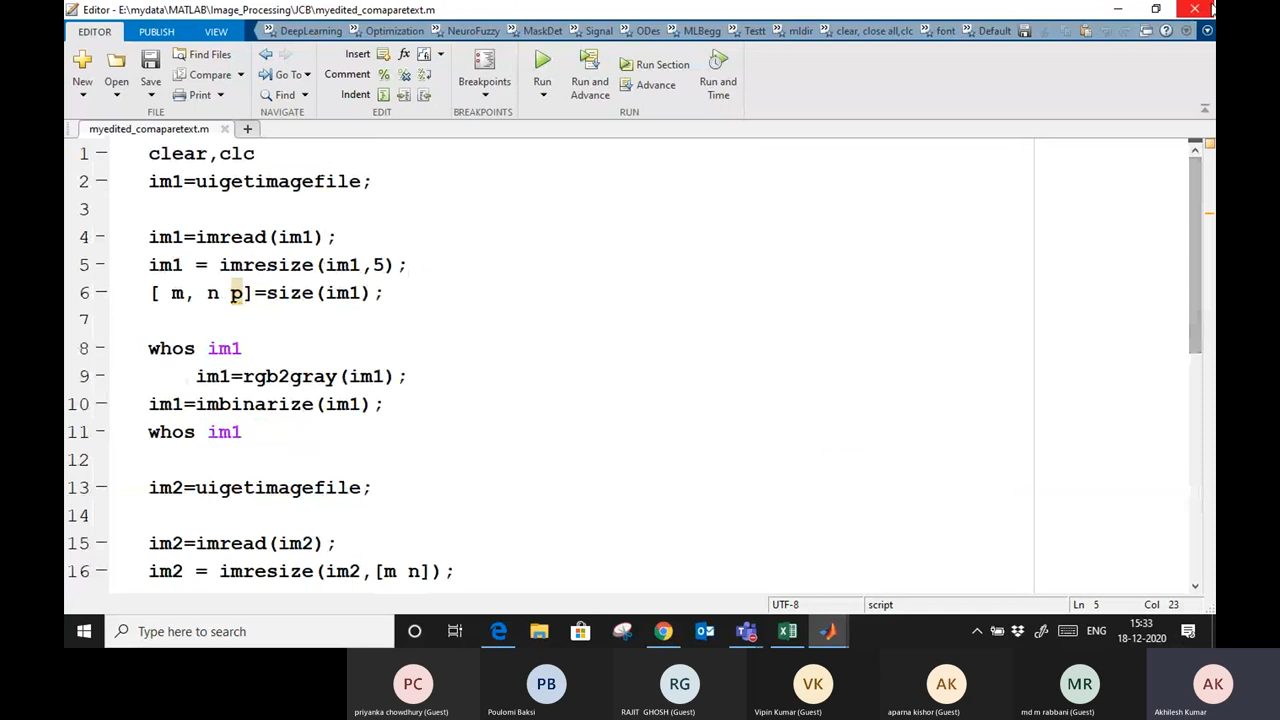 Editor - E:\mydata\MATLAB\Image_Processing\JCB\myedited_comaparetext.m
EDITOR PUBLISH VIEW DeepLearning Optimization NeuroFuzzy MaskDet Signal ODes MLBegg Testt mldir clear, close all,clc font Default
New Open Save Find Files Compare Print
Insert Comment Indent
Go To Find
Breakpoints Run Run and Advance Run Section Advance Run and Time
FILE NAVIGATE EDIT BREAKPOINTS RUN
myedited_comaparetext.m
1 clear,clc
2 im1=uigetimagefile;
3
4 im1=imread(im1);
5 im1 = imresize(im1,5);
6 [ m, n p]=size(im1);
7
8 whos im1
9 im1=rgb2gray(im1);
10 im1=imbinarize(im1);
11 whos im1
12
13 im2=uigetimagefile;
14
15 im2=imread(im2);
16 im2 = imresize(im2,[m n]);
UTF-8 script Ln 5 Col 23
Type here to search
ENG
15:33
18-12-2020
PC PB RG VK AK MR AK
priyanka chowdhury (Guest) Poulomi Baksi RAJIT GHOSH (Guest) Vipin Kumar (Guest) aparna kishor (Guest) md m rabbani (Guest) Akhilesh Kumar